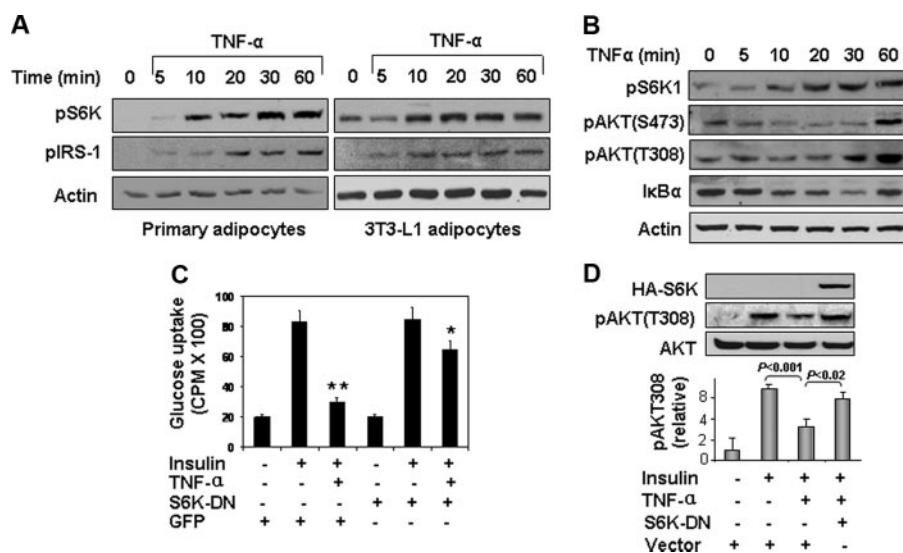 A
TNF-α
TNF-α
Time (min) 0 5 10 20 30 60 0 5 10 20 30 60
pS6K
pIRS-1
Actin
Primary adipocytes
3T3-L1 adipocytes
B
TNFα (min) 0 5 10 20 30 60
pS6K1
pAKT(S473)
pAKT(T308)
IκBα
Actin
C
Glucose uptake
(CPM X 100)
100
80
60
40
20
0
** *
Insulin - + + - + +
TNF-α + +
S6K-DN + + +
GFP + + +
D
HA-S6K
pAKT(T308)
AKT
P<0.001 P<0.02
pAKT308
(relative)
8
4
2
0
Insulin - + + +
TNF-α - - + +
S6K-DN - - - +
Vector + + + -